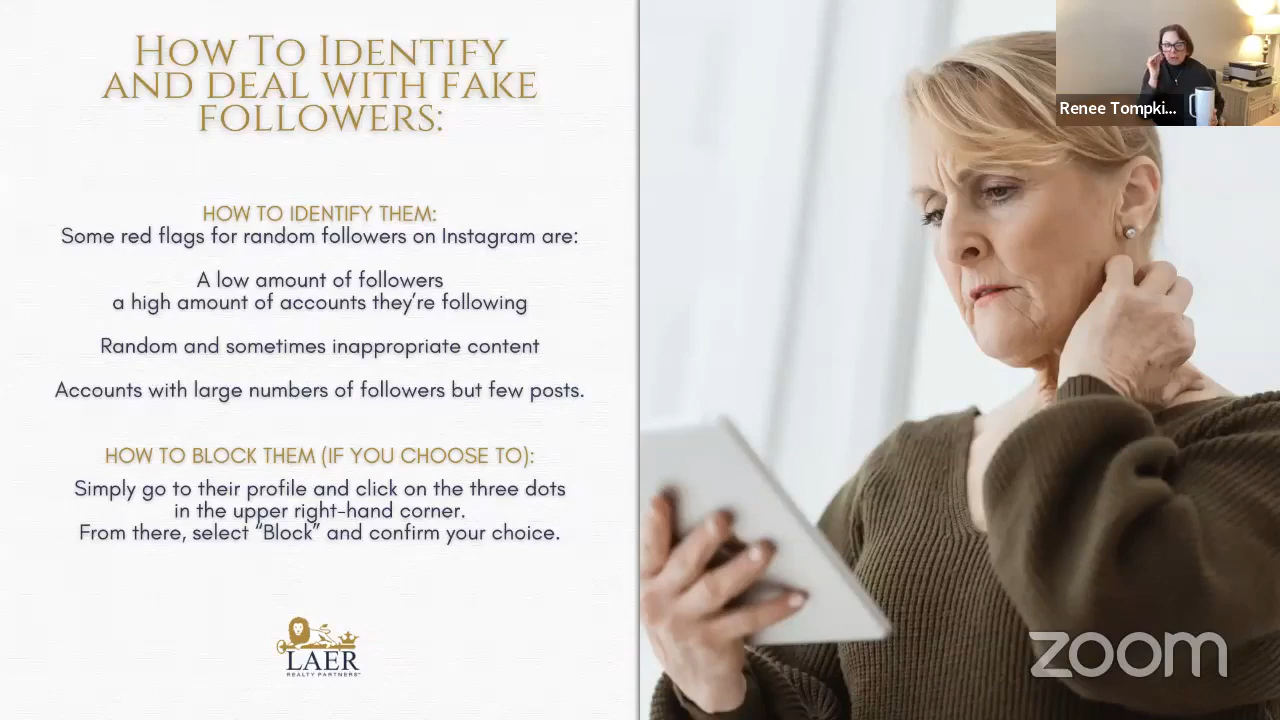 HOW TO IDENTIFY
AND DEAL WITH FAKE
FOLLOWERS:
HOW TO IDENTIFY THEM:
Some red flags for random followers on Instagram are:
A low amount of followers
a high amount of accounts they're following
Random and sometimes inappropriate content
Accounts with large numbers of followers but few posts.
HOW TO BLOCK THEM (IF YOU CHOOSE TO):
Simply go to their profile and click on the three dots
in the upper right-hand corner.
From there, select “Block” and confirm your choice.
LAER
REALTY PARTNERS
Renee Tompki...
zoom